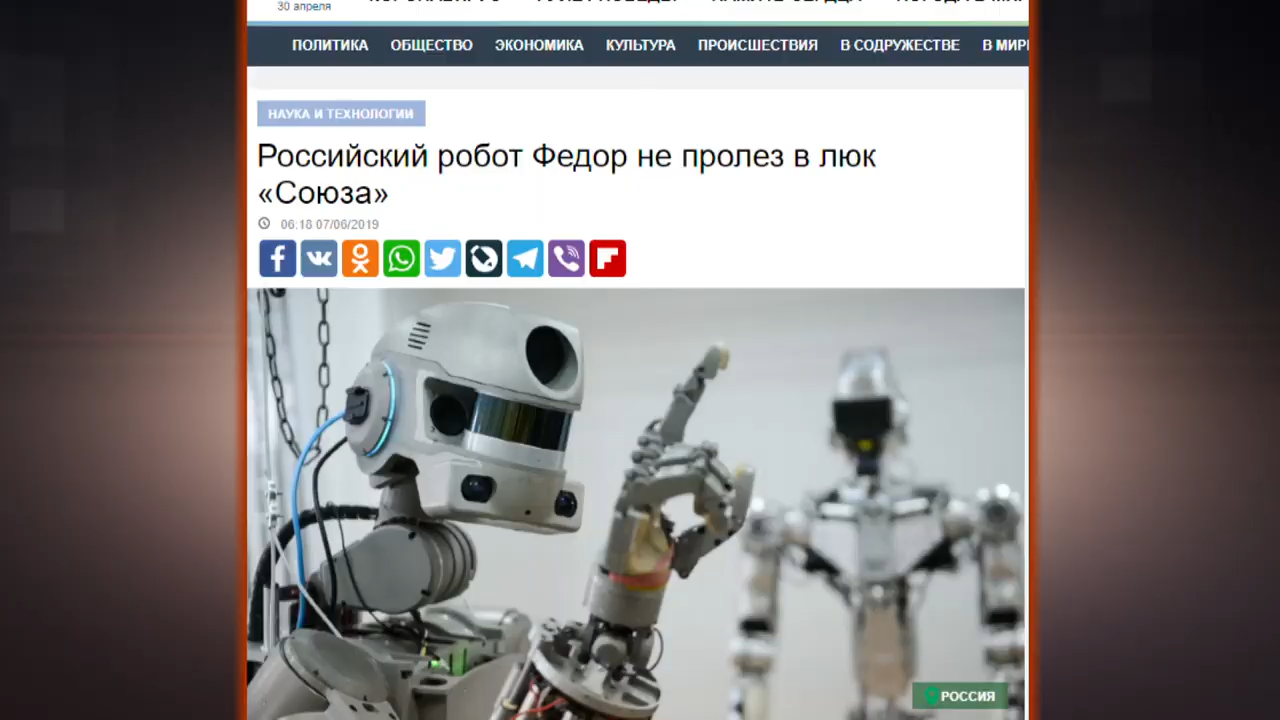 30 апреля
ПОЛИТИКА ОБЩЕСТВО ЭКОНОМИКА КУЛЬТУРА ПРОИСШЕСТВИЯ В СОДРУЖЕСТВЕ В МИР
НАУКА И ТЕХНОЛОГИИ
Российский робот Федор не пролез в люк
«Союза»
06:18 07/06/2019
РОССИЯ